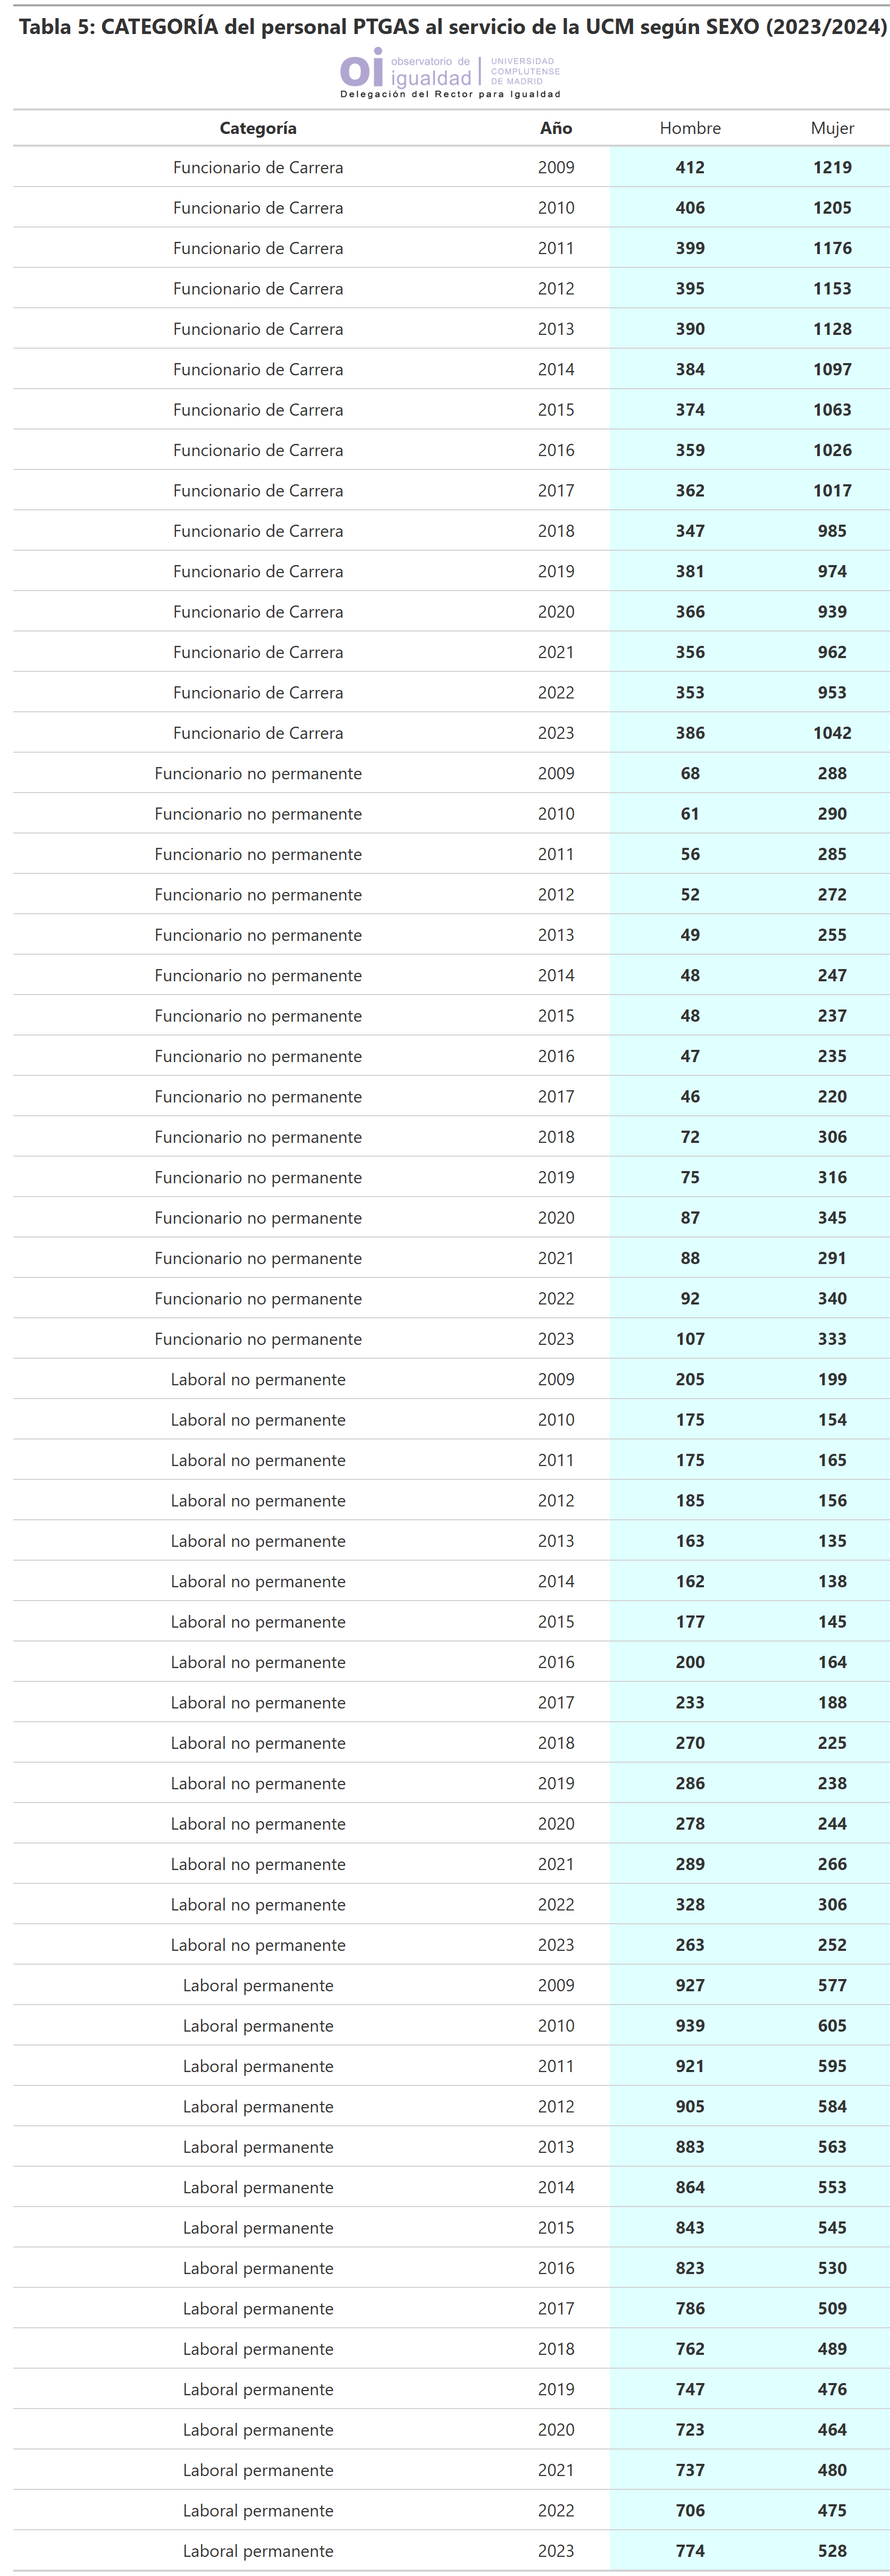 Tabla 5: CATEGORÍA del personal PTGAS al servicio de la UCM según SEXO (2023/2024)
oi observatorio de igualdad
UNIVERSIDAD COMPLUTENSE DE MADRID
Delegación del Rector para Igualdad
Categoría Año Hombre Mujer
Funcionario de Carrera 2009 412 1219
Funcionario de Carrera 2010 406 1205
Funcionario de Carrera 2011 399 1176
Funcionario de Carrera 2012 395 1153
Funcionario de Carrera 2013 390 1128
Funcionario de Carrera 2014 384 1097
Funcionario de Carrera 2015 374 1063
Funcionario de Carrera 2016 359 1026
Funcionario de Carrera 2017 362 1017
Funcionario de Carrera 2018 347 985
Funcionario de Carrera 2019 381 974
Funcionario de Carrera 2020 366 939
Funcionario de Carrera 2021 356 962
Funcionario de Carrera 2022 353 953
Funcionario de Carrera 2023 386 1042
Funcionario no permanente 2009 68 288
Funcionario no permanente 2010 61 290
Funcionario no permanente 2011 56 285
Funcionario no permanente 2012 52 272
Funcionario no permanente 2013 49 255
Funcionario no permanente 2014 48 247
Funcionario no permanente 2015 48 237
Funcionario no permanente 2016 47 235
Funcionario no permanente 2017 46 220
Funcionario no permanente 2018 72 306
Funcionario no permanente 2019 75 316
Funcionario no permanente 2020 87 345
Funcionario no permanente 2021 88 291
Funcionario no permanente 2022 92 340
Funcionario no permanente 2023 107 333
Laboral no permanente 2009 205 199
Laboral no permanente 2010 175 154
Laboral no permanente 2011 175 165
Laboral no permanente 2012 185 156
Laboral no permanente 2013 163 135
Laboral no permanente 2014 162 138
Laboral no permanente 2015 177 145
Laboral no permanente 2016 200 164
Laboral no permanente 2017 233 188
Laboral no permanente 2018 270 225
Laboral no permanente 2019 286 238
Laboral no permanente 2020 278 244
Laboral no permanente 2021 289 266
Laboral no permanente 2022 328 306
Laboral no permanente 2023 263 252
Laboral permanente 2009 927 577
Laboral permanente 2010 939 605
Laboral permanente 2011 921 595
Laboral permanente 2012 905 584
Laboral permanente 2013 883 563
Laboral permanente 2014 864 553
Laboral permanente 2015 843 545
Laboral permanente 2016 823 530
Laboral permanente 2017 786 509
Laboral permanente 2018 762 489
Laboral permanente 2019 747 476
Laboral permanente 2020 723 464
Laboral permanente 2021 737 480
Laboral permanente 2022 706 475
Laboral permanente 2023 774 528